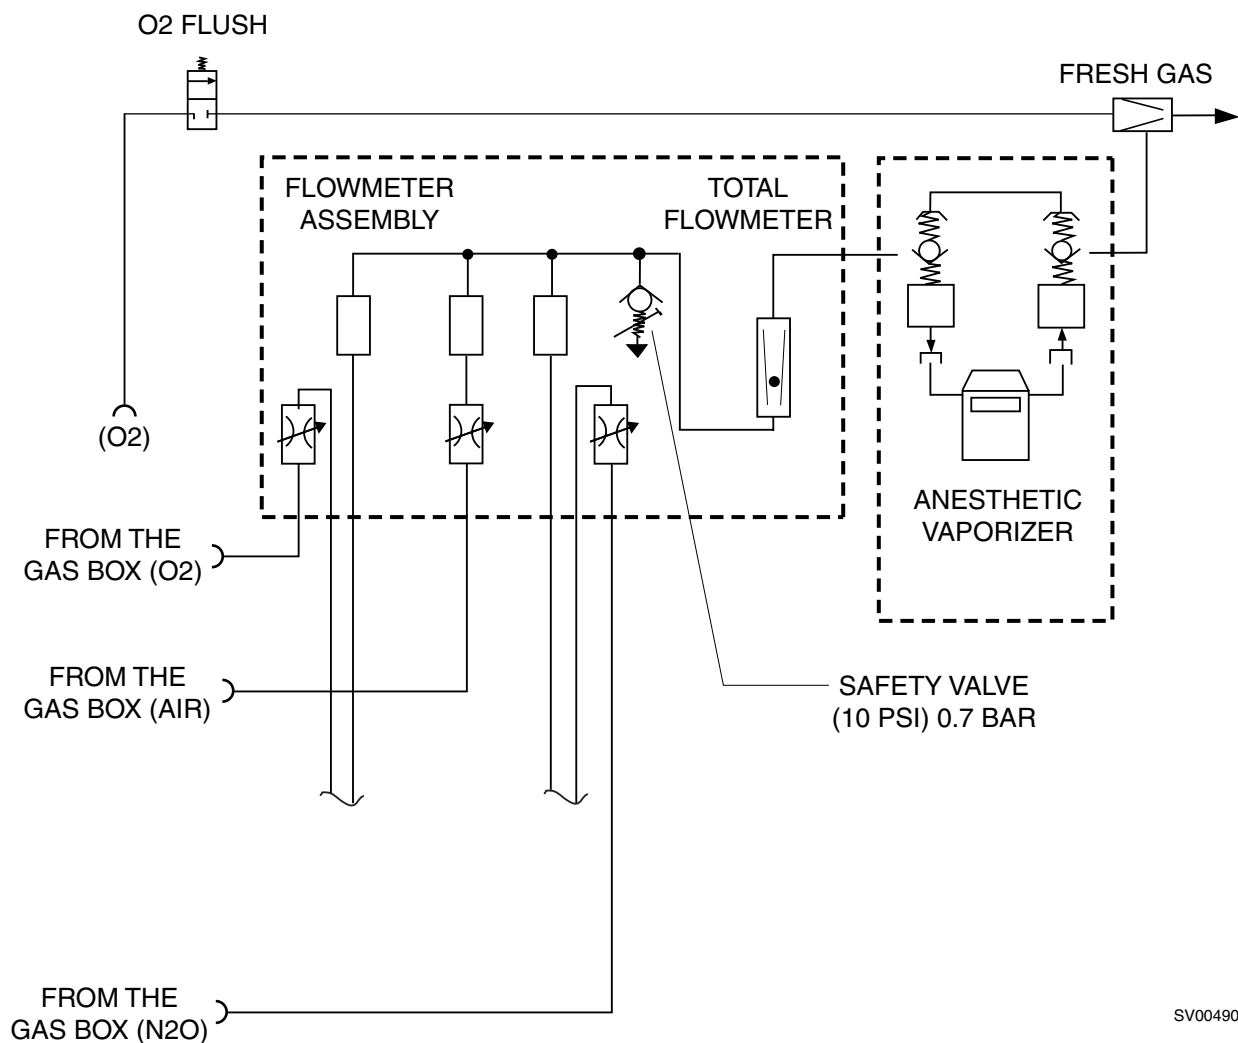 O2 FLUSH
FRESH GAS
FLOWMETER
ASSEMBLY
TOTAL
FLOWMETER
(O2)
ANESTHETIC
VAPORIZER
FROM THE
GAS BOX (O2)
FROM THE
GAS BOX (AIR)
SAFETY VALVE
(10 PSI) 0.7 BAR
FROM THE
GAS BOX (N2O)
SV00490